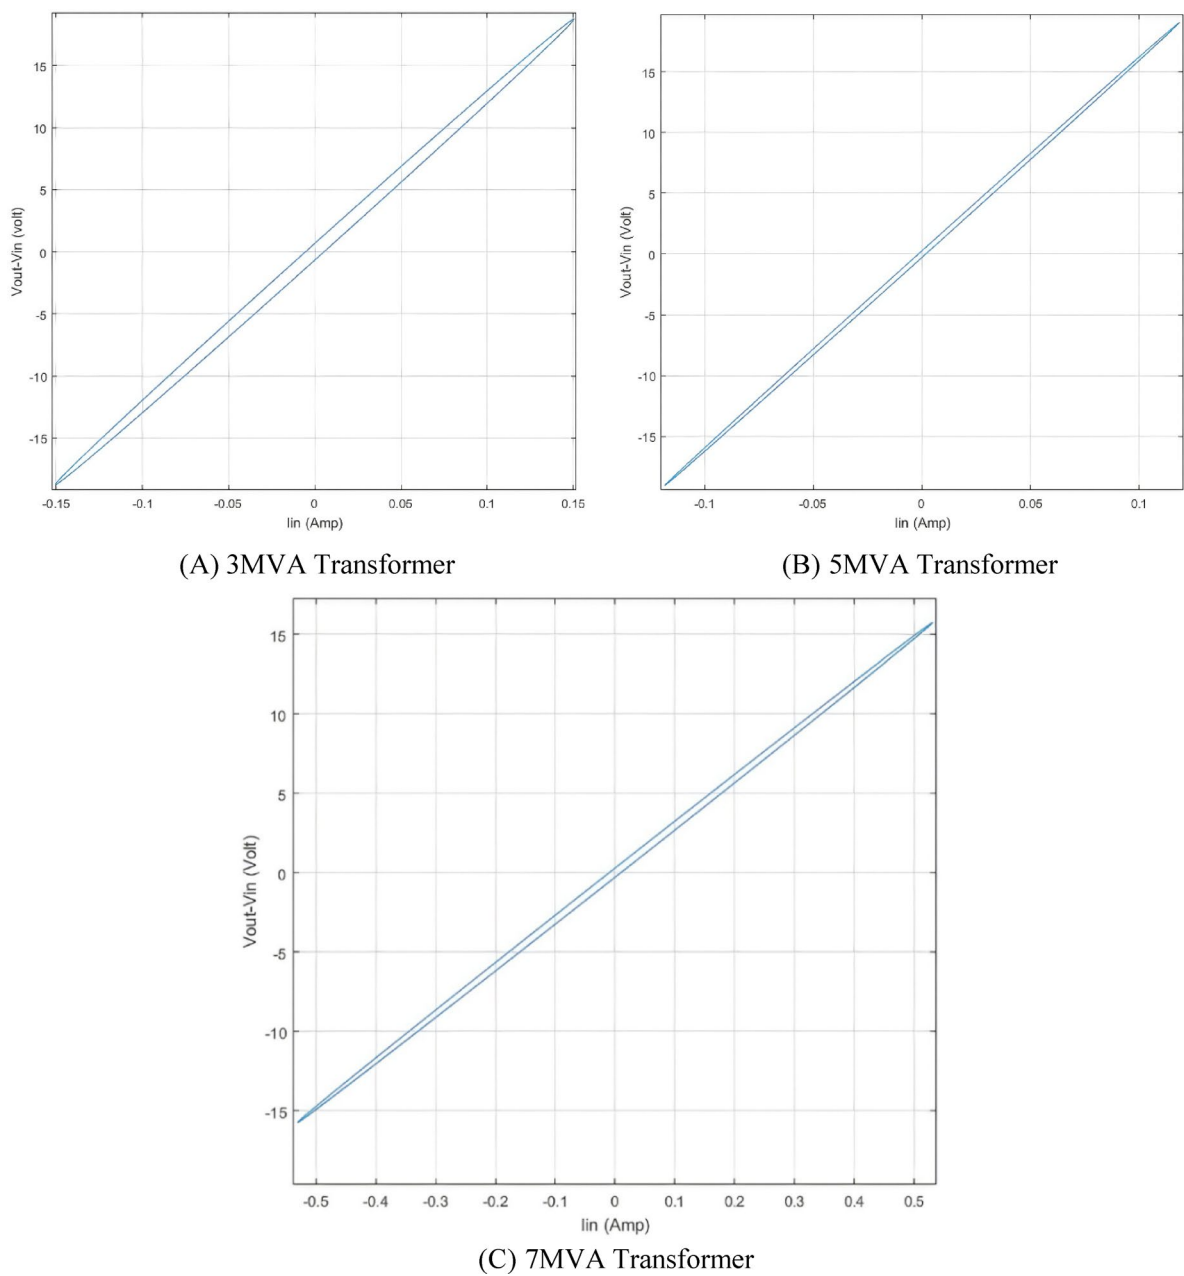 15
10
5
0
-5
-10
-15
Vout-Vin (volt)
-0.15 -0.1 -0.05 0 0.05 0.1 0.15
Iin (Amp)
(A) 3MVA Transformer
15
10
5
0
-5
-10
-15
Vout-Vin (Volt)
-0.1 -0.05 0 0.05 0.1
Iin (Amp)
(B) 5MVA Transformer
15
10
5
0
-5
-10
-15
Vout-Vin (Volt)
-0.5 -0.4 -0.3 -0.2 -0.1 0 0.1 0.2 0.3 0.4 0.5
Iin (Amp)
(C) 7MVA Transformer